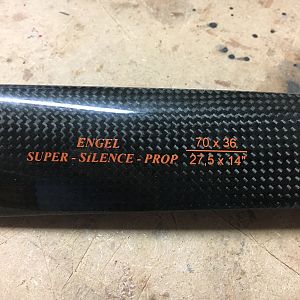 ENGEL
SUPER - SiLENCE - PROP
70 x 36
27,5 x 14"